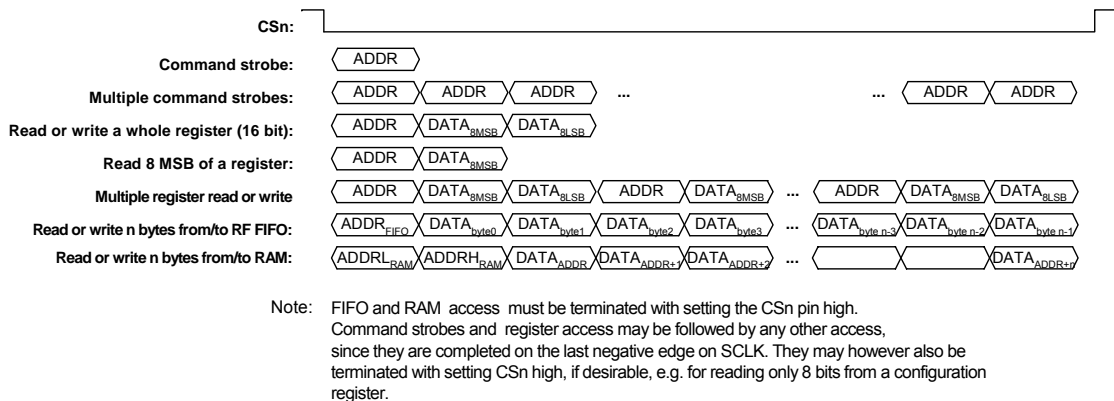 CSn:
Command strobe: ADDR
Multiple command strobes: ADDR ADDR ADDR ... ... ADDR ADDR
Read or write a whole register (16 bit): ADDR DATA8MSB DATA8LSB
Read 8 MSB of a register: ADDR DATA8MSB
Multiple register read or write ADDR DATA8MSB DATA8LSB ADDR DATA8MSB ... ADDR DATA8MSB DATA8LSB
Read or write n bytes from/to RF FIFO: ADDRFIFO DATAbyte0 DATAbyte1 DATAbyte2 DATAbyte3 ... DATAbyte n-3 DATAbyte n-2 DATAbyte n-1
Read or write n bytes from/to RAM: ADDRLRAM ADDRHRAM DATAADDR DATAADDR+1 DATAADDR+2 ... DATAADDR+n
Note: FIFO and RAM access must be terminated with setting the CSn pin high.
Command strobes and register access may be followed by any other access,
since they are completed on the last negative edge on SCLK. They may however also be
terminated with setting CSn high, if desirable, e.g. for reading only 8 bits from a configuration
register.